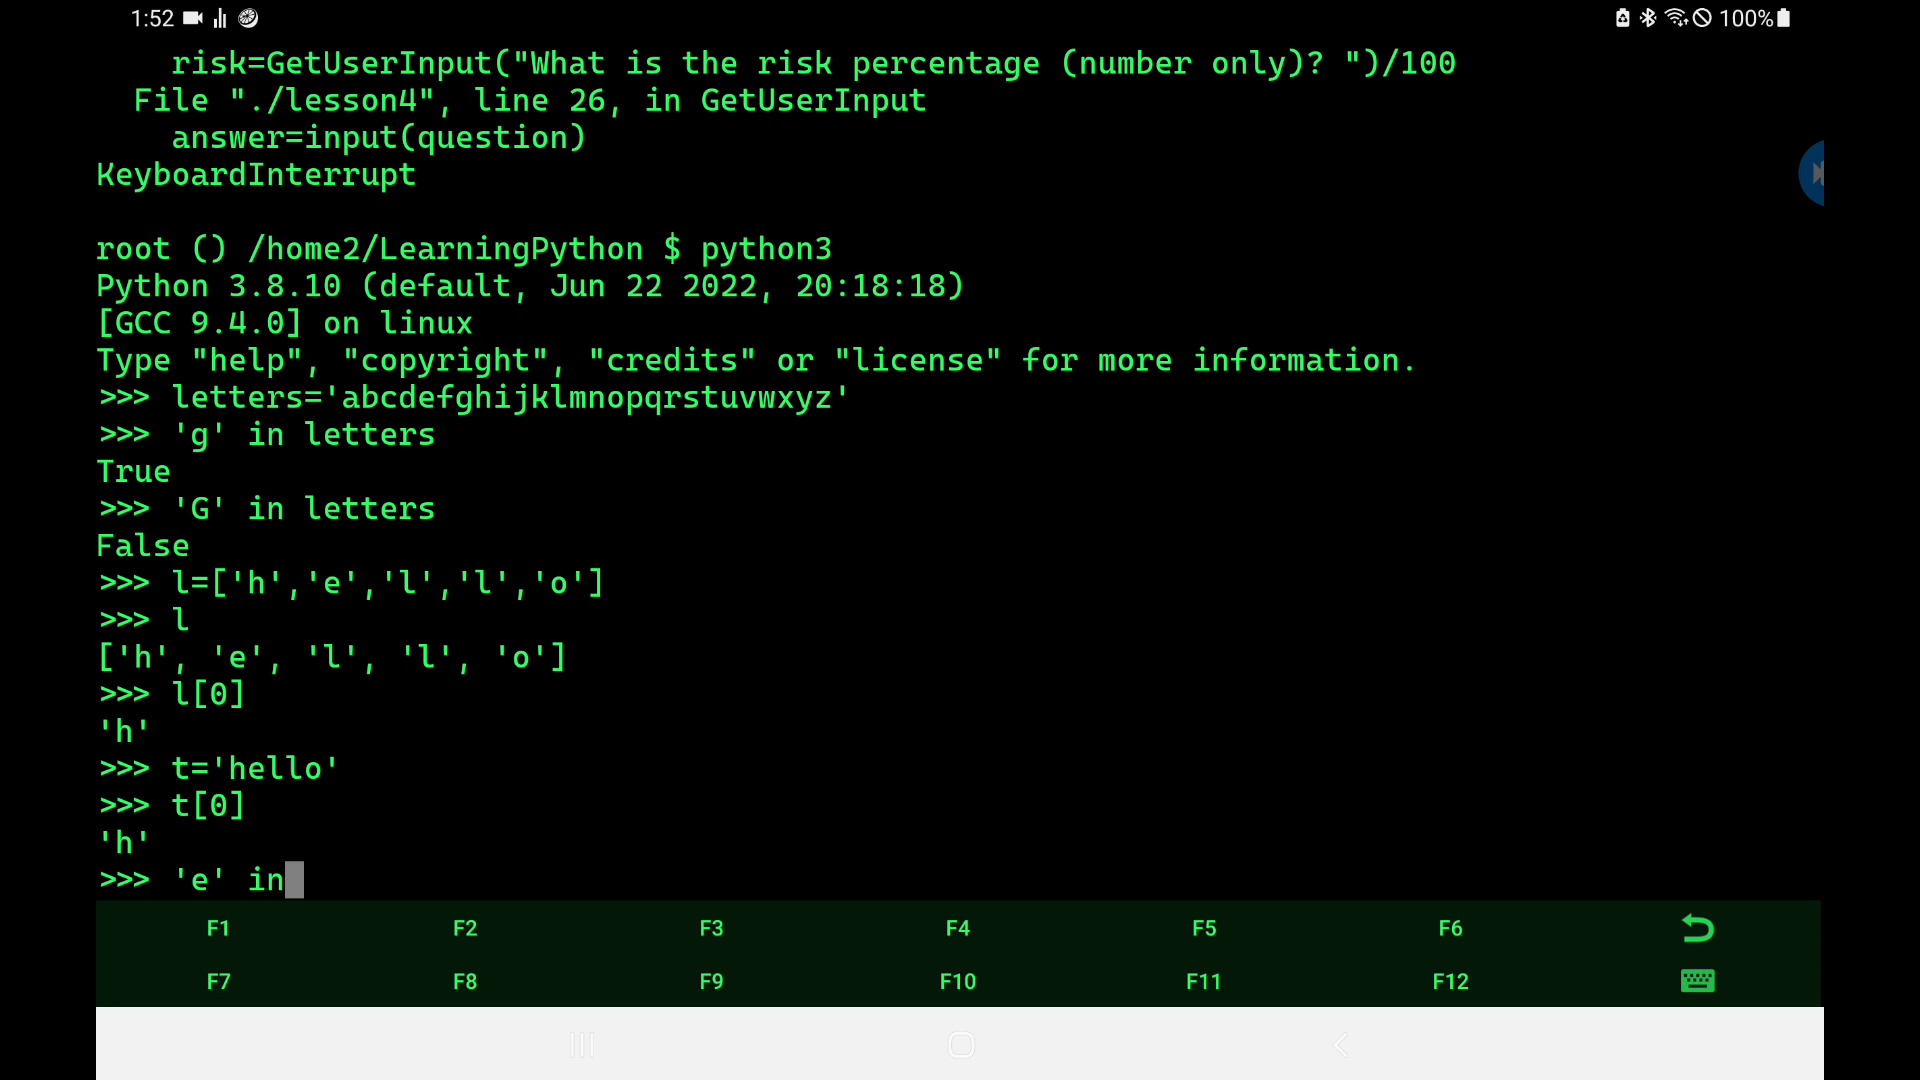 1:52 100%
risk=GetUserInput("What is the risk percentage (number only)? ")/100
File "./lesson4", line 26, in GetUserInput
answer=input(question)
KeyboardInterrupt
root () /home2/LearningPython $ python3
Python 3.8.10 (default, Jun 22 2022, 20:18:18)
[GCC 9.4.0] on linux
Type "help", "copyright", "credits" or "license" for more information.
>>> letters='abcdefghijklmnopqrstuvwxyz'
>>> 'g' in letters
True
>>> 'G' in letters
False
>>> l=['h','e','l','l','o']
>>> l
['h', 'e', 'l', 'l', 'o']
>>> l[0]
'h'
>>> t='hello'
>>> t[0]
'h'
>>> 'e' in
F1 F2 F3 F4 F5 F6
F7 F8 F9 F10 F11 F12